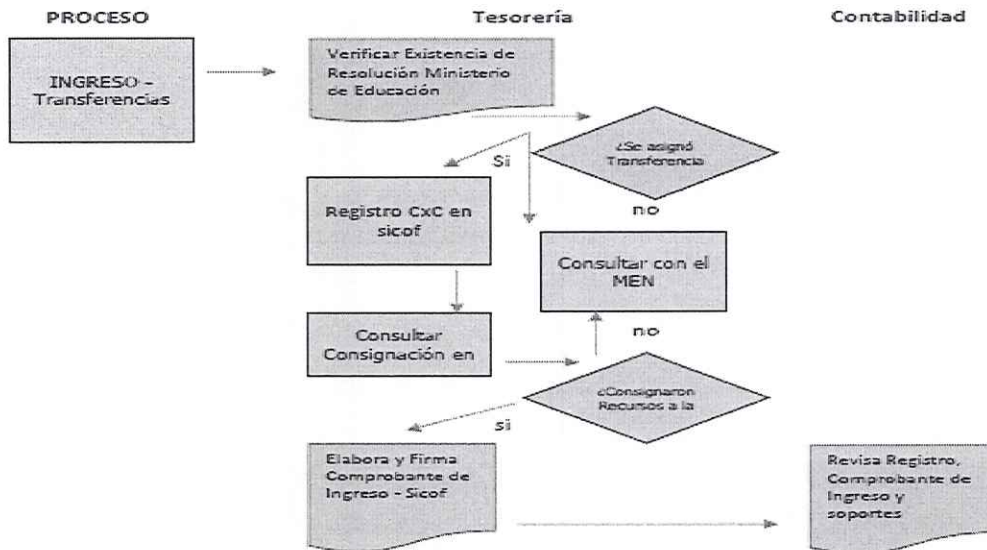 PROCESO
Tesorería
Contabilidad
INGRESO -
Transferencias
Verificar Existencia de
Resolución Ministerio
de Educación
¿Se asignó
Transferencia
Si
no
Registro CxC en
sicof
Consultar con el
MEN
Consultar
Consignación en
no
¿Consignaron
Recursos a la
si
Elabora y Firma
Comprobante de
Ingreso - Sicof
Revisa Registro,
Comprobante de
Ingreso y
soportes